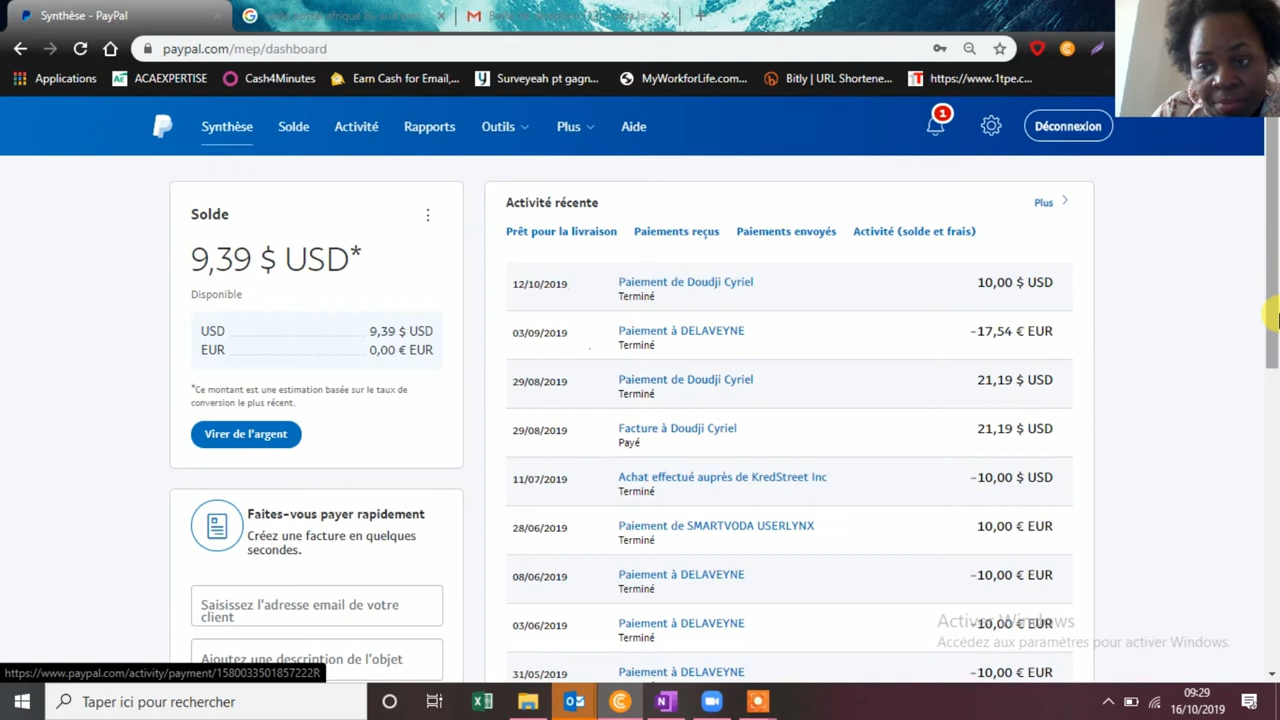 Synthèse - PayPal
paypal.com/mep/dashboard
Applications
ACAEXPERTISE
Cash4Minutes
Earn Cash for Email,...
Surveyeah pt gagn...
MyWorkforLife.com...
Bitly | URL Shortene...
https://www.1tpe.c...
Synthèse
Solde
Activité
Rapports
Outils
Plus
Aide
1
Déconnexion
Solde
9,39 $ USD*
Disponible
USD 9,39 $ USD
EUR 0,00 € EUR
*Ce montant est une estimation basée sur le taux de
conversion le plus récent.
Virer de l'argent
Faites-vous payer rapidement
Créez une facture en quelques
secondes.
Saisissez l'adresse email de votre
client
Ajoutez une description de l'objet
Activité récente
Plus
Prêt pour la livraison
Paiements reçus
Paiements envoyés
Activité (solde et frais)
12/10/2019 Paiement de Doudji Cyriel 10,00 $ USD
Terminé
03/09/2019 Paiement à DELAVEYNE -17,54 € EUR
Terminé
29/08/2019 Paiement de Doudji Cyriel 21,19 $ USD
Terminé
29/08/2019 Facture à Doudji Cyriel 21,19 $ USD
Payé
11/07/2019 Achat effectué auprès de KredStreet Inc -10,00 $ USD
Terminé
28/06/2019 Paiement de SMARTVODA USERLYNX 10,00 € EUR
Terminé
08/06/2019 Paiement à DELAVEYNE -10,00 € EUR
Terminé
03/06/2019 Paiement à DELAVEYNE -10,00 € EUR
Terminé
31/05/2019 Paiement à DELAVEYNE -10,00 € EUR
Activer Windows
Accédez aux paramètres pour activer Windows.
https://www.paypal.com/activity/payment/1580033501857222R
Taper ici pour rechercher
09:29
16/10/2019